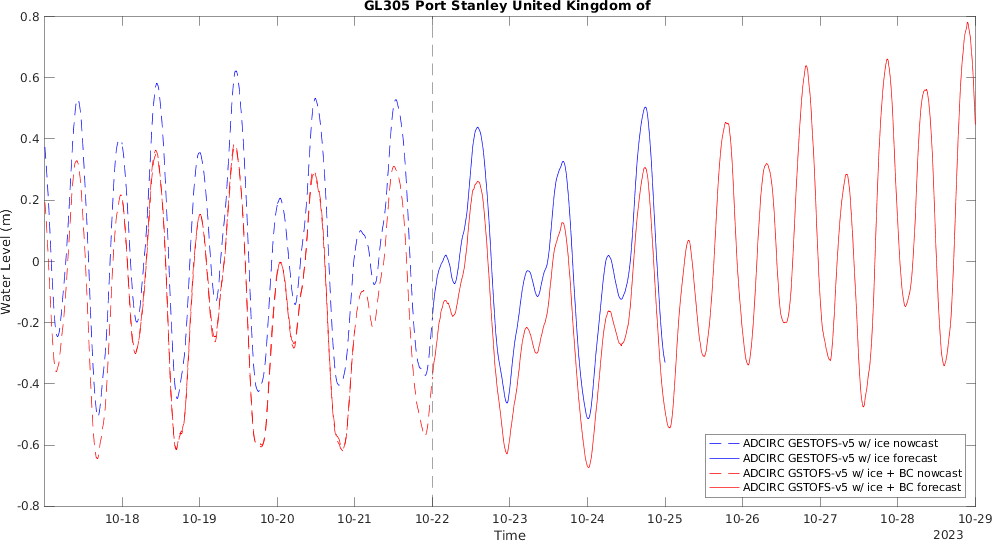 GL305 Port Stanley United Kingdom of
Water Level (m)
0.8
0.6
0.4
0.2
0
-0.2
-0.4
-0.6
-0.8
ADCIRC GESTOFS-v5 w/ ice nowcast
ADCIRC GESTOFS-v5 w/ ice forecast
ADCIRC GSTOFS-v5 w/ ice + BC nowcast
ADCIRC GSTOFS-v5 w/ ice + BC forecast
10-18 10-19 10-20 10-21 10-22 10-23 10-24 10-25 10-26 10-27 10-28 10-29
Time
2023